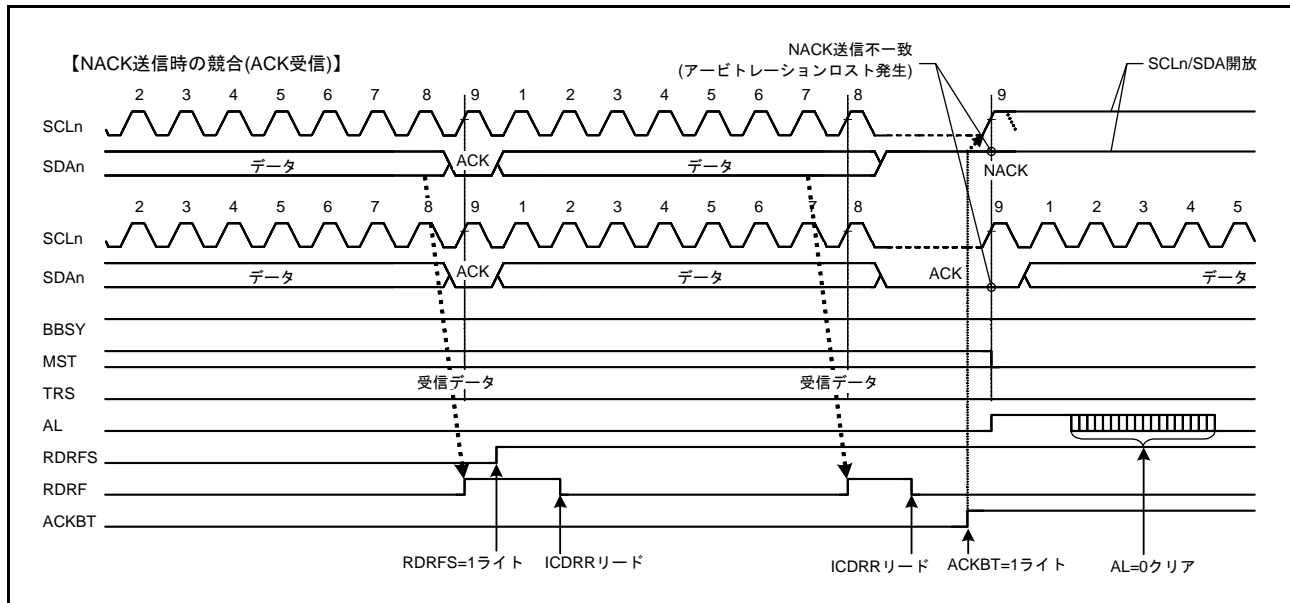 【NACK送信時の競合(ACK受信)】
NACK送信不一致
(アービトレーションロスト発生)
SCLn/SDA開放
2 3 4 5 6 7 8 9 1 2 3 4 5 6 7 8 9
SCLn
SDAn データ ACK データ NACK
2 3 4 5 6 7 8 9 1 2 3 4 5 6 7 8 9 1 2 3 4 5
SCLn
SDAn データ ACK データ ACK データ
BBSY
MST
受信データ 受信データ
TRS
AL
RDRFS
RDRF
ACKBT
RDRFS=1ライト ICDRRリード ICDRRリード ACKBT=1ライト AL=0クリア